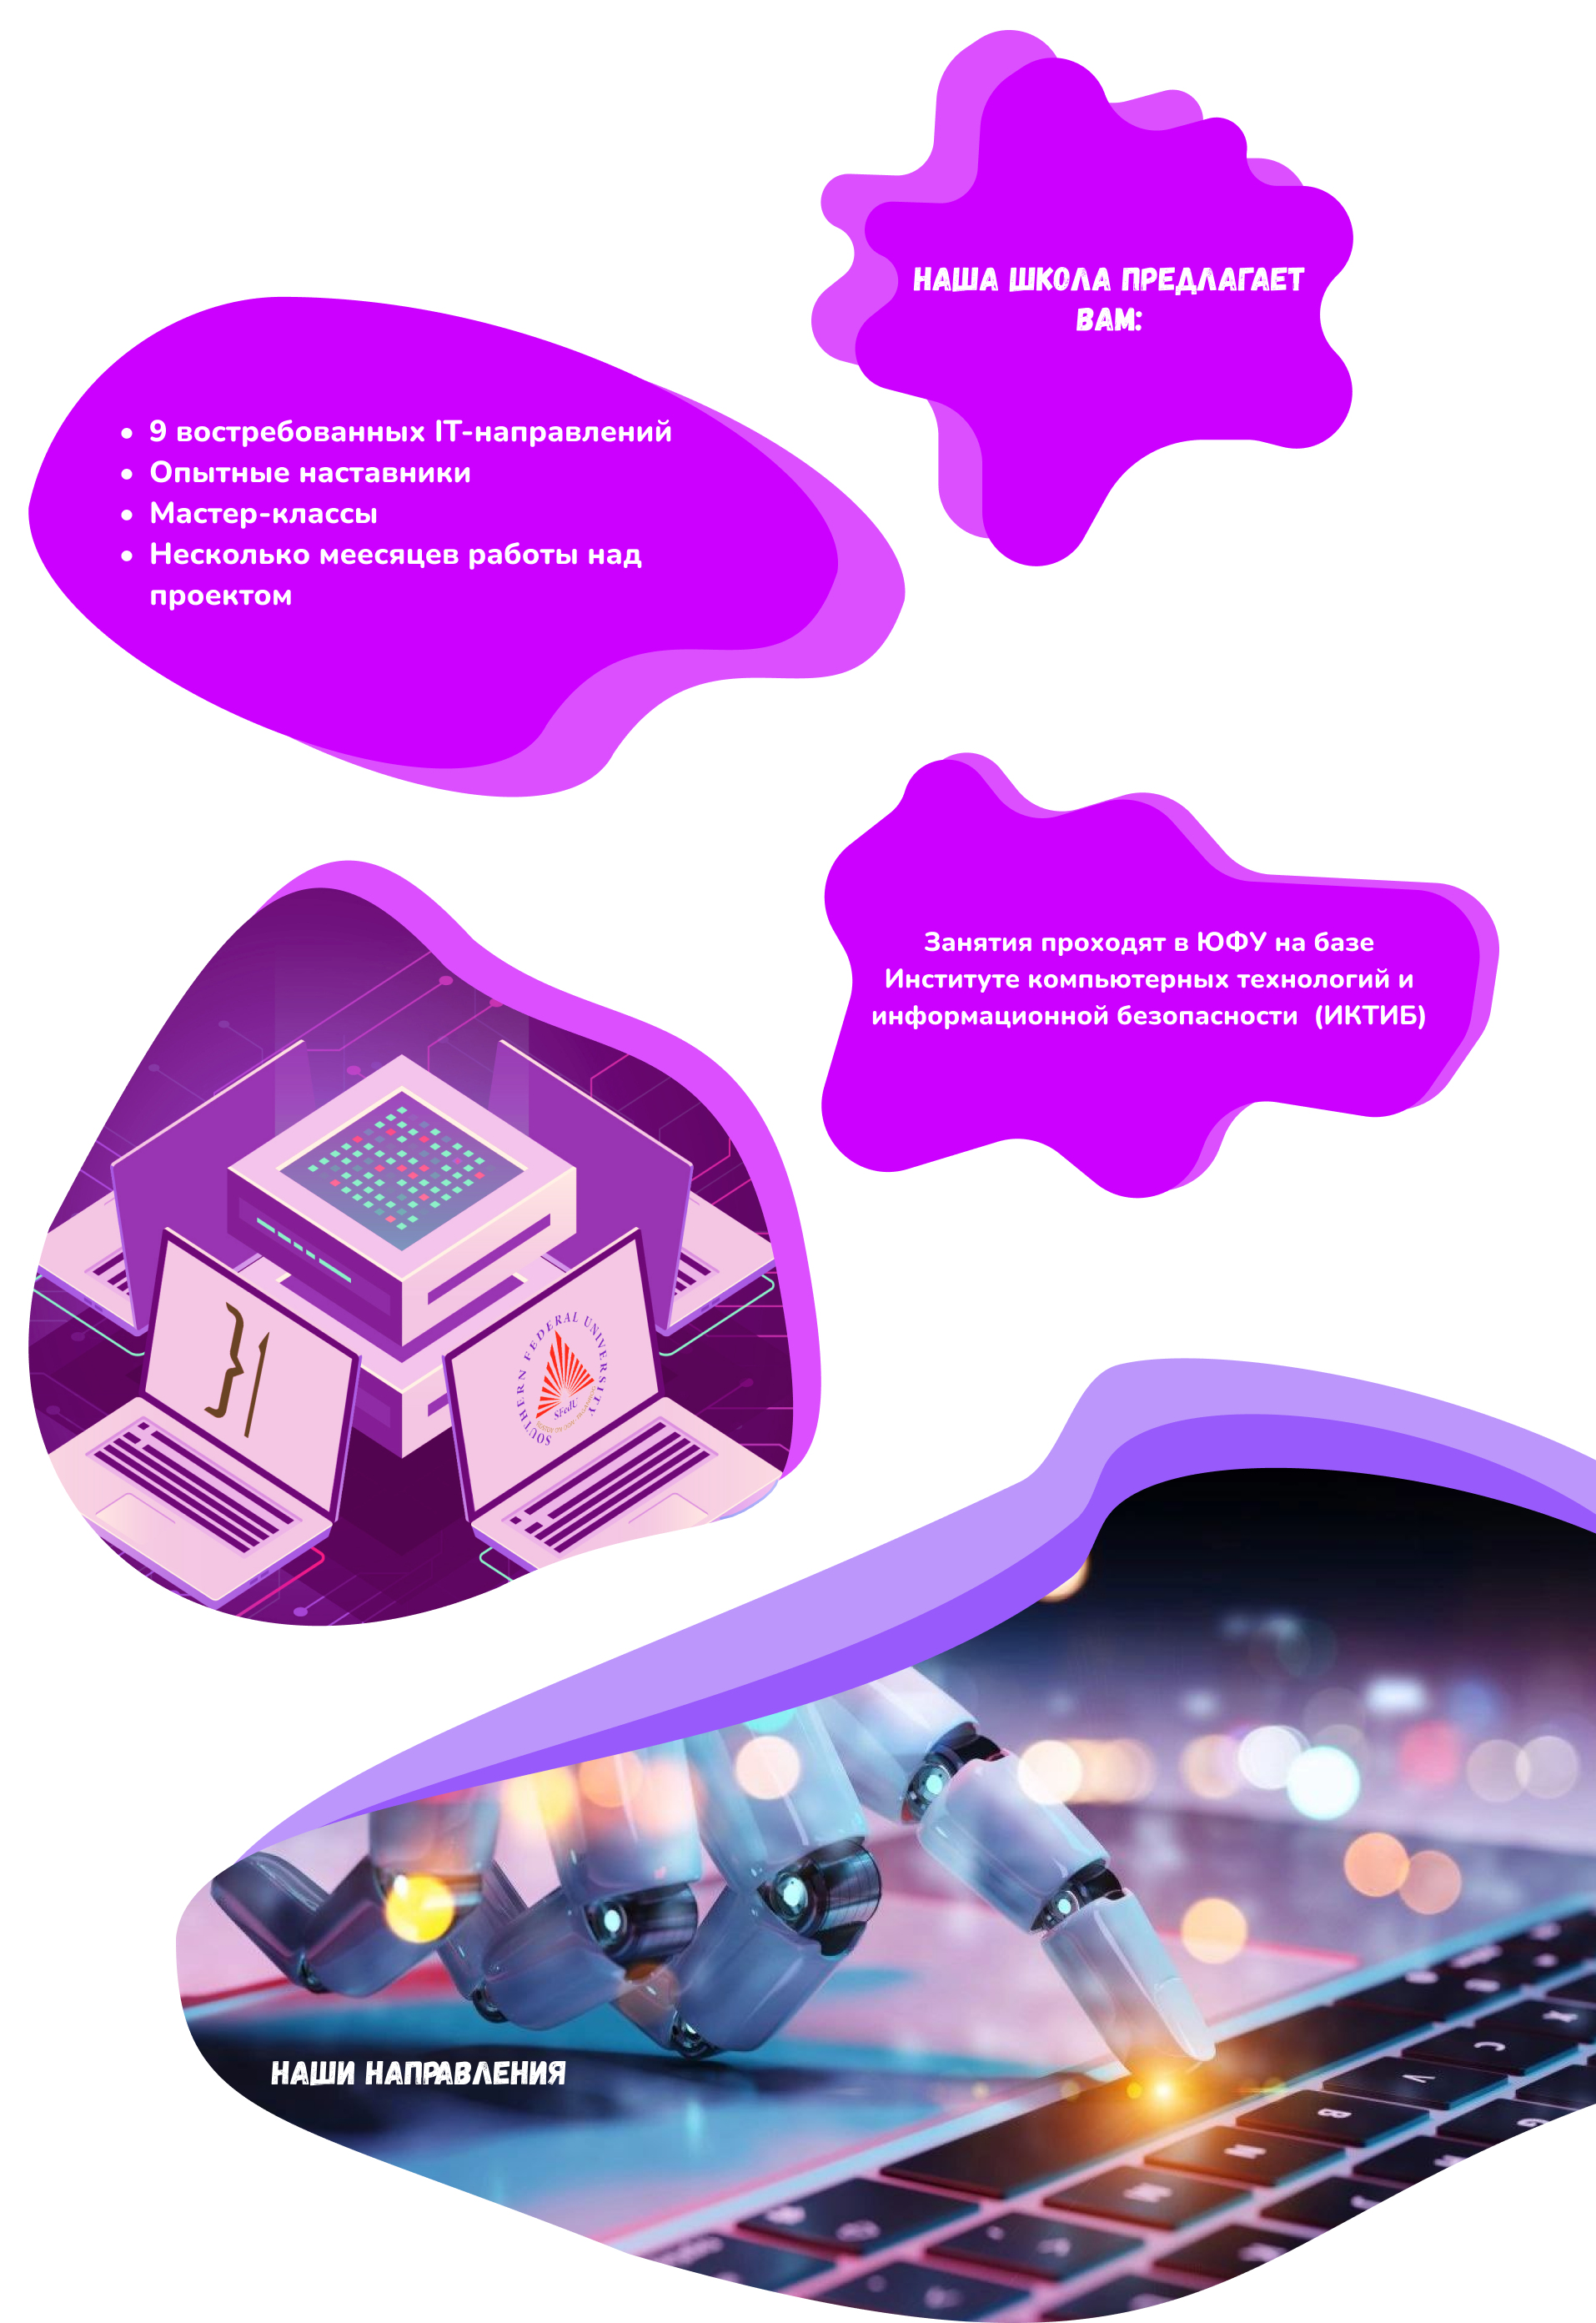 НАША ШКОЛА ПРЕДЛАГАЕТ
ВАМ:
• 9 востребованных IT-направлений
• Опытные наставники
• Мастер-классы
• Несколько меесяцев работы над
проектом
Занятия проходят в ЮФУ на базе
Институте компьютерных технологий и
информационной безопасности (ИКТИБ)
SOUTHERN FEDERAL UNIVERSITY
SFedU
НАШИ НАПРАВЛЕНИЯ
X
C
V
B
G
N
M
J